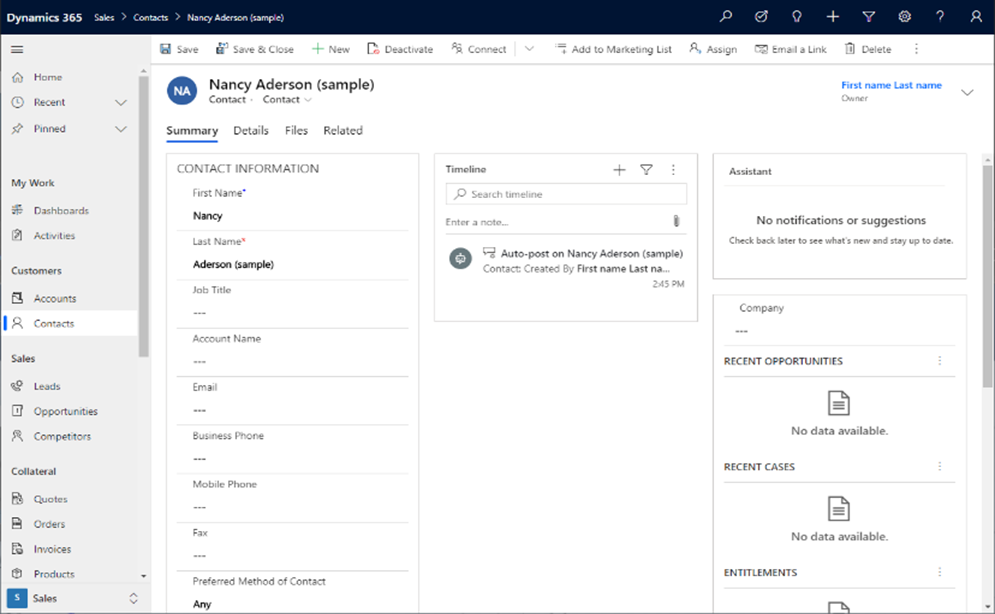 Dynamics 365 Sales > Contacts > Nancy Aderson (sample)
Save Save & Close New Deactivate Connect Add to Marketing List Assign Email a Link Delete
Home
Recent
Pinned
My Work
Dashboards
Activities
Customers
Accounts
Contacts
Sales
Leads
Opportunities
Competitors
Collateral
Quotes
Orders
Invoices
Products
S Sales
NA
Nancy Aderson (sample)
Contact · Contact
First name Last name
Owner
Summary Details Files Related
CONTACT INFORMATION
First Name*
Nancy
Last Name*
Aderson (sample)
Job Title
---
Account Name
---
Email
---
Business Phone
---
Mobile Phone
---
Fax
---
Preferred Method of Contact
Any
Timeline
Search timeline
Enter a note...
Auto-post on Nancy Aderson (sample)
Contact: Created By First name Last na...
2:45 PM
Assistant
No notifications or suggestions
Check back later to see what's new and stay up to date.
Company
---
RECENT OPPORTUNITIES
No data available.
RECENT CASES
No data available.
ENTITLEMENTS